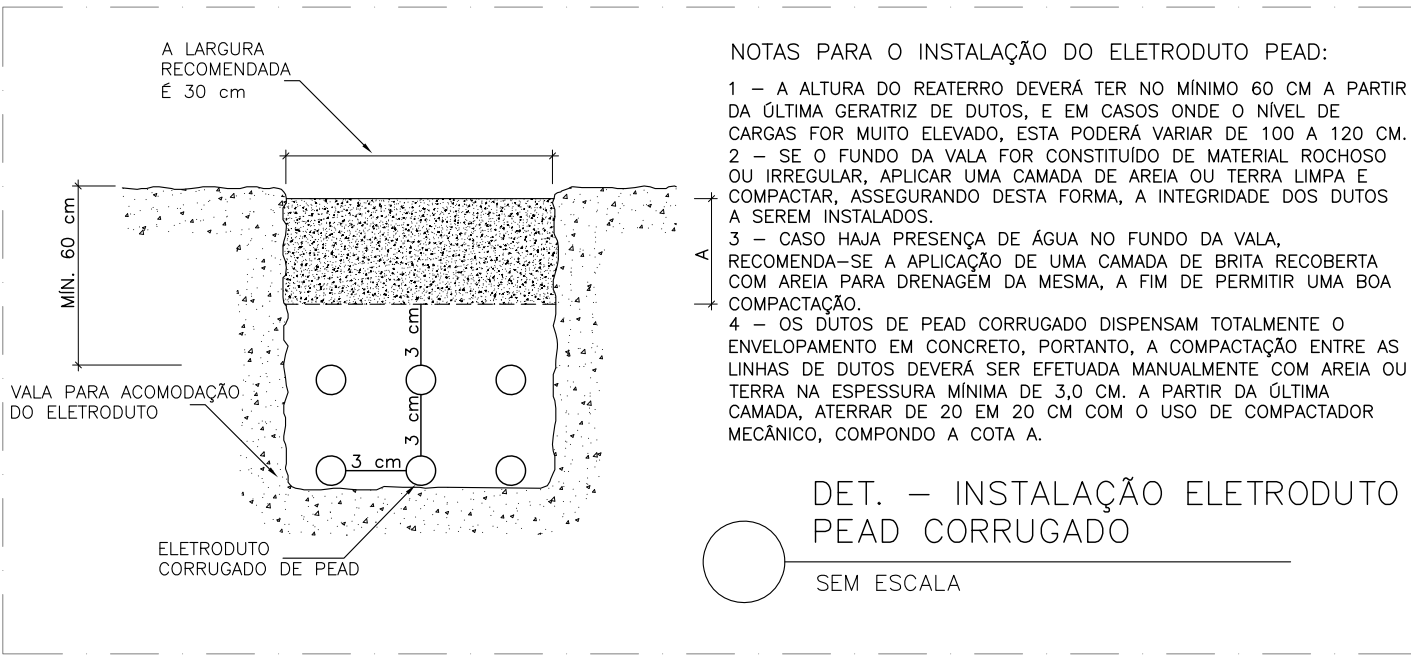 A LARGURA
RECOMENDADA
É 30 cm
MÍN. 60 cm
A
3 cm
3 cm
3 cm
VALA PARA ACOMODAÇÃO
DO ELETRODUTO
ELETRODUTO
CORRUGADO DE PEAD
NOTAS PARA O INSTALAÇÃO DO ELETRODUTO PEAD:
1 – A ALTURA DO REATERRO DEVERÁ TER NO MÍNIMO 60 CM A PARTIR
DA ÚLTIMA GERATRIZ DE DUTOS, E EM CASOS ONDE O NÍVEL DE
CARGAS FOR MUITO ELEVADO, ESTA PODERÁ VARIAR DE 100 A 120 CM.
2 – SE O FUNDO DA VALA FOR CONSTITUÍDO DE MATERIAL ROCHOSO
OU IRREGULAR, APLICAR UMA CAMADA DE AREIA OU TERRA LIMPA E
COMPACTAR, ASSEGURANDO DESTA FORMA, A INTEGRIDADE DOS DUTOS
A SEREM INSTALADOS.
3 – CASO HAJA PRESENÇA DE ÁGUA NO FUNDO DA VALA,
RECOMENDA–SE A APLICAÇÃO DE UMA CAMADA DE BRITA RECOBERTA
COM AREIA PARA DRENAGEM DA MESMA, A FIM DE PERMITIR UMA BOA
COMPACTAÇÃO.
4 – OS DUTOS DE PEAD CORRUGADO DISPENSAM TOTALMENTE O
ENVELOPAMENTO EM CONCRETO, PORTANTO, A COMPACTAÇÃO ENTRE AS
LINHAS DE DUTOS DEVERÁ SER EFETUADA MANUALMENTE COM AREIA OU
TERRA NA ESPESSURA MÍNIMA DE 3,0 CM. A PARTIR DA ÚLTIMA
CAMADA, ATERRAR DE 20 EM 20 CM COM O USO DE COMPACTADOR
MECÂNICO, COMPONDO A COTA A.
DET. – INSTALAÇÃO ELETRODUTO
PEAD CORRUGADO
SEM ESCALA